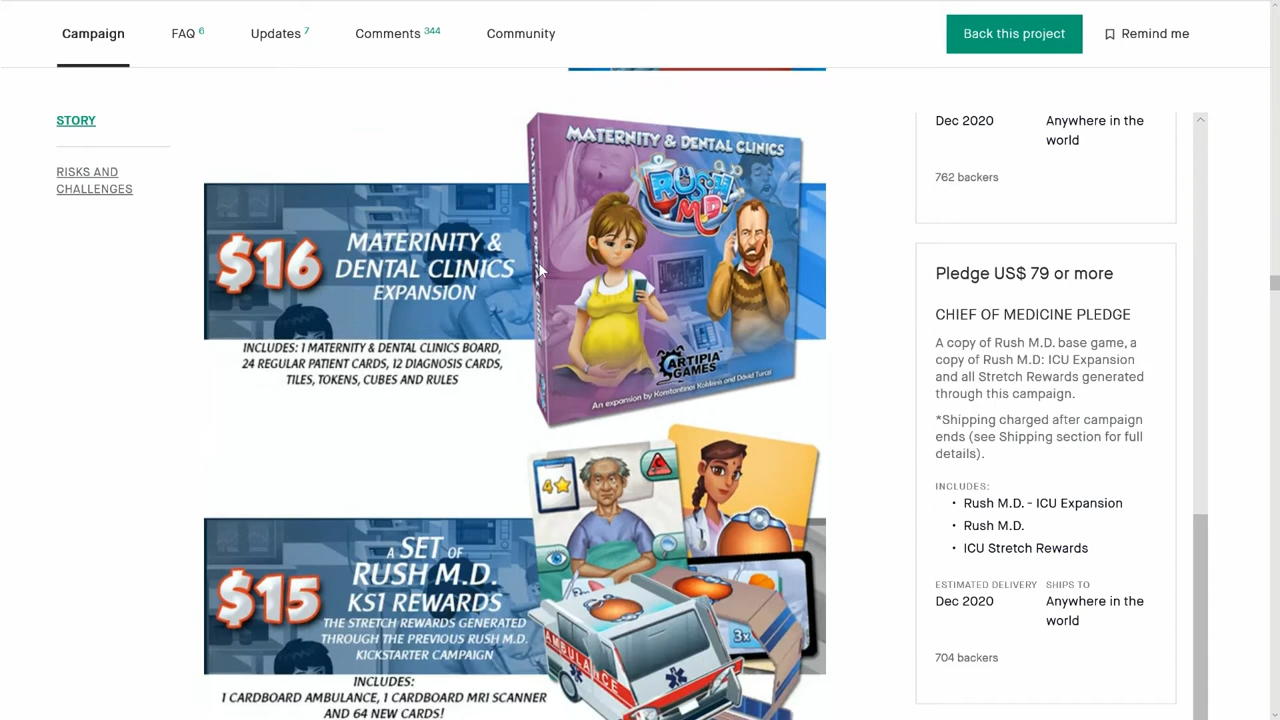 Campaign
FAQ 6
Updates 7
Comments 344
Community
Back this project
Remind me
STORY
RISKS AND
CHALLENGES
MATERNITY & DENTAL CLINICS
RUSH
M.D.
$16
MATERINITY &
DENTAL CLINICS
EXPANSION
INCLUDES: 1 MATERNITY & DENTAL CLINICS BOARD,
24 REGULAR PATIENT CARDS, 12 DIAGNOSIS CARDS,
TILES, TOKENS, CUBES AND RULES
ARTIPIA
GAMES
An expansion by Konstantinos Kokkinis and Dávid Turczi
4
$15
A SET OF
RUSH M.D.
KS1 REWARDS
THE STRETCH REWARDS GENERATED
THROUGH THE PREVIOUS RUSH M.D.
KICKSTARTER CAMPAIGN
3x
AMBULANCE
INCLUDES:
1 CARDBOARD AMBULANCE, 1 CARDBOARD MRI SCANNER
AND 64 NEW CARDS!
Dec 2020
Anywhere in the
world
762 backers
Pledge US$ 79 or more
CHIEF OF MEDICINE PLEDGE
A copy of Rush M.D. base game, a
copy of Rush M.D: ICU Expansion
and all Stretch Rewards generated
through this campaign.
*Shipping charged after campaign
ends (see Shipping section for full
details).
INCLUDES:
• Rush M.D. - ICU Expansion
• Rush M.D.
• ICU Stretch Rewards
ESTIMATED DELIVERY
Dec 2020
SHIPS TO
Anywhere in the
world
704 backers